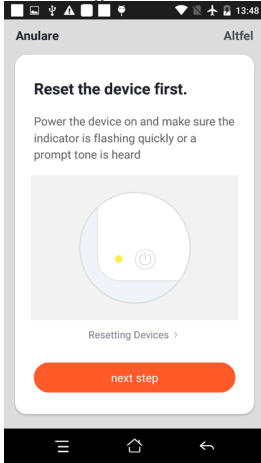 13:48
Anulare Altfel
Reset the device first.
Power the device on and make sure the
indicator is flashing quickly or a
prompt tone is heard
Resetting Devices >
next step